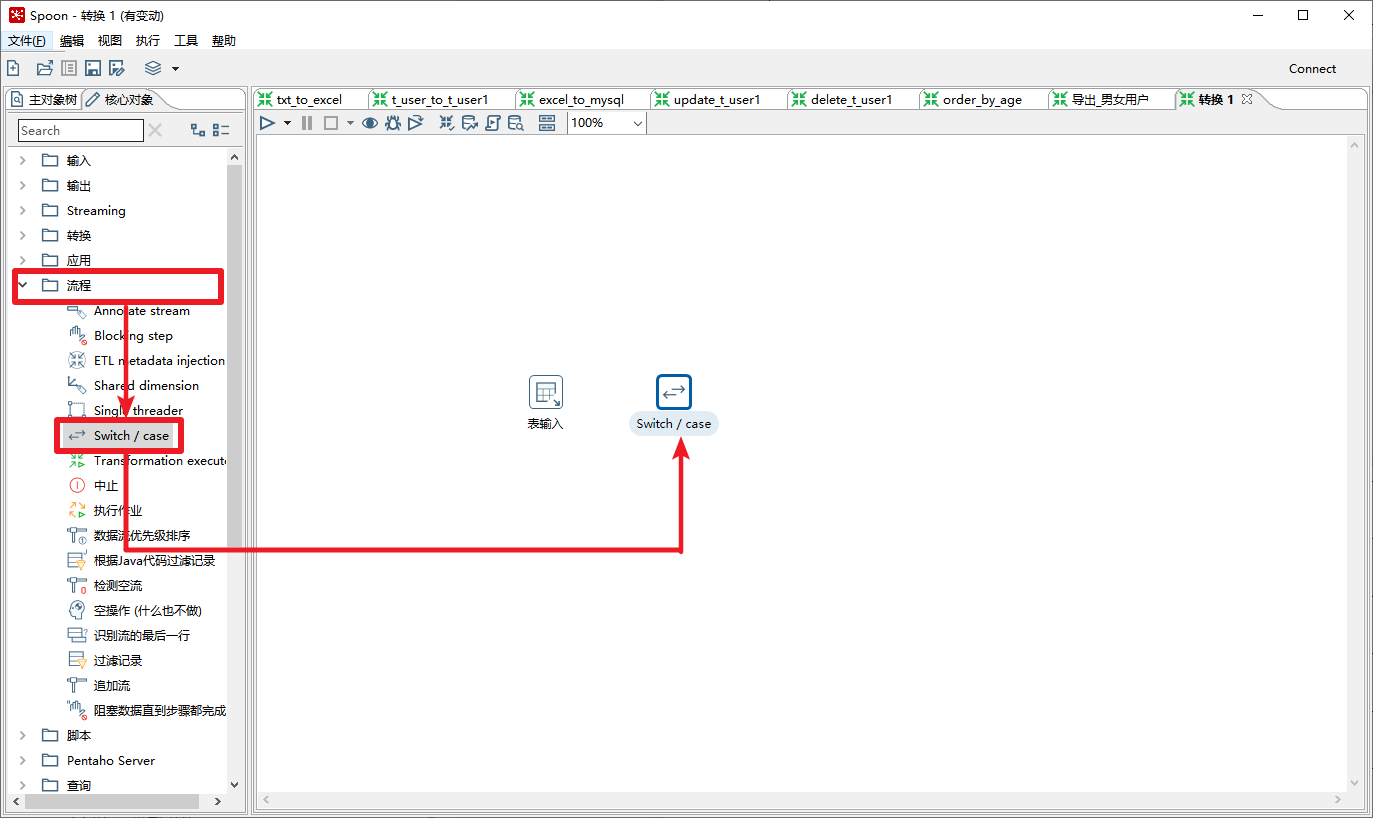 Spoon - 转换 1 (有变动)
文件(F) 编辑 视图 执行 工具 帮助
Connect
主对象树 核心对象
txt_to_excel t_user_to_t_user1 excel_to_mysql update_t_user1 delete_t_user1 order_by_age 导出_男女用户 转换 1
Search
100%
输入
输出
Streaming
转换
应用
流程
Annotate stream
Blocking step
ETL metadata injection
Shared dimension
Single threader
Switch / case
Transformation execute
中止
执行作业
数据流优先级排序
根据Java代码过滤记录
检测空流
空操作 (什么也不做)
识别流的最后一行
过滤记录
追加流
阻塞数据直到步骤都完成
脚本
Pentaho Server
查询
表输入
Switch / case